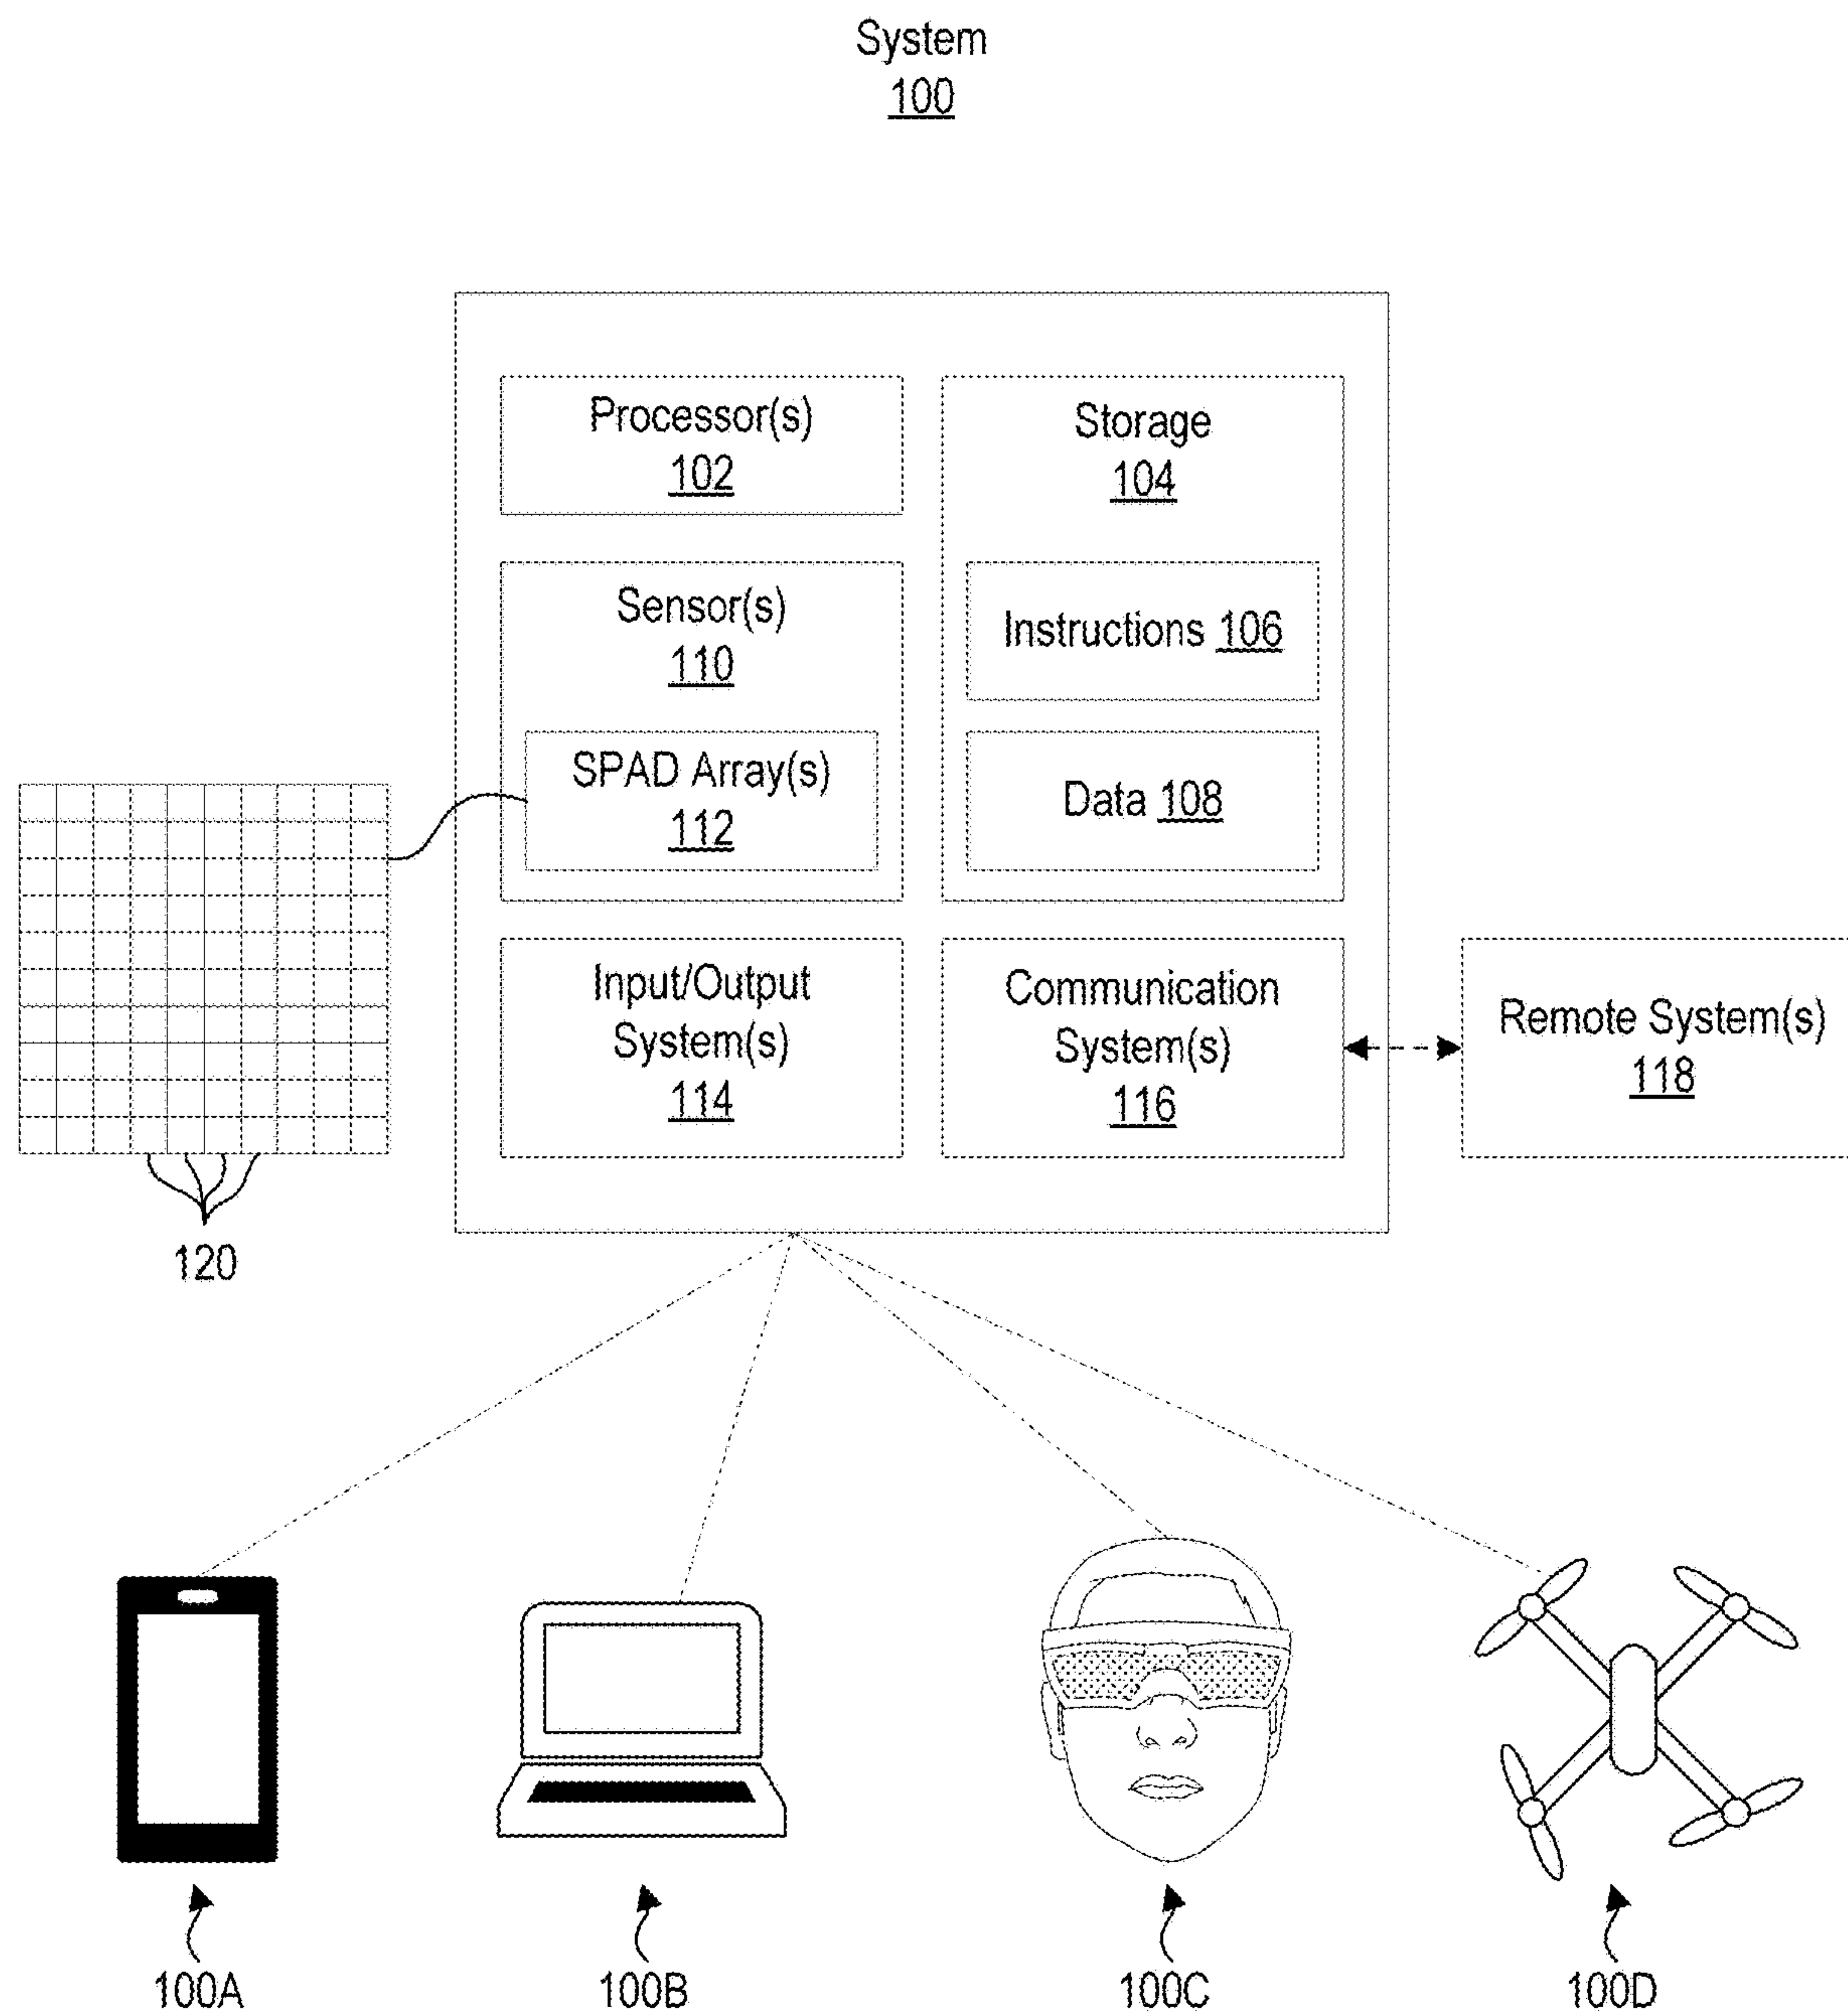 System
100
Processor(s)
102
Storage
104
Sensor(s)
110
Instructions 106
SPAD Array(s)
112
Data 108
Input/Output
System(s)
114
Communication
System(s)
116
Remote System(s)
118
120
100A
100B
100C
100D